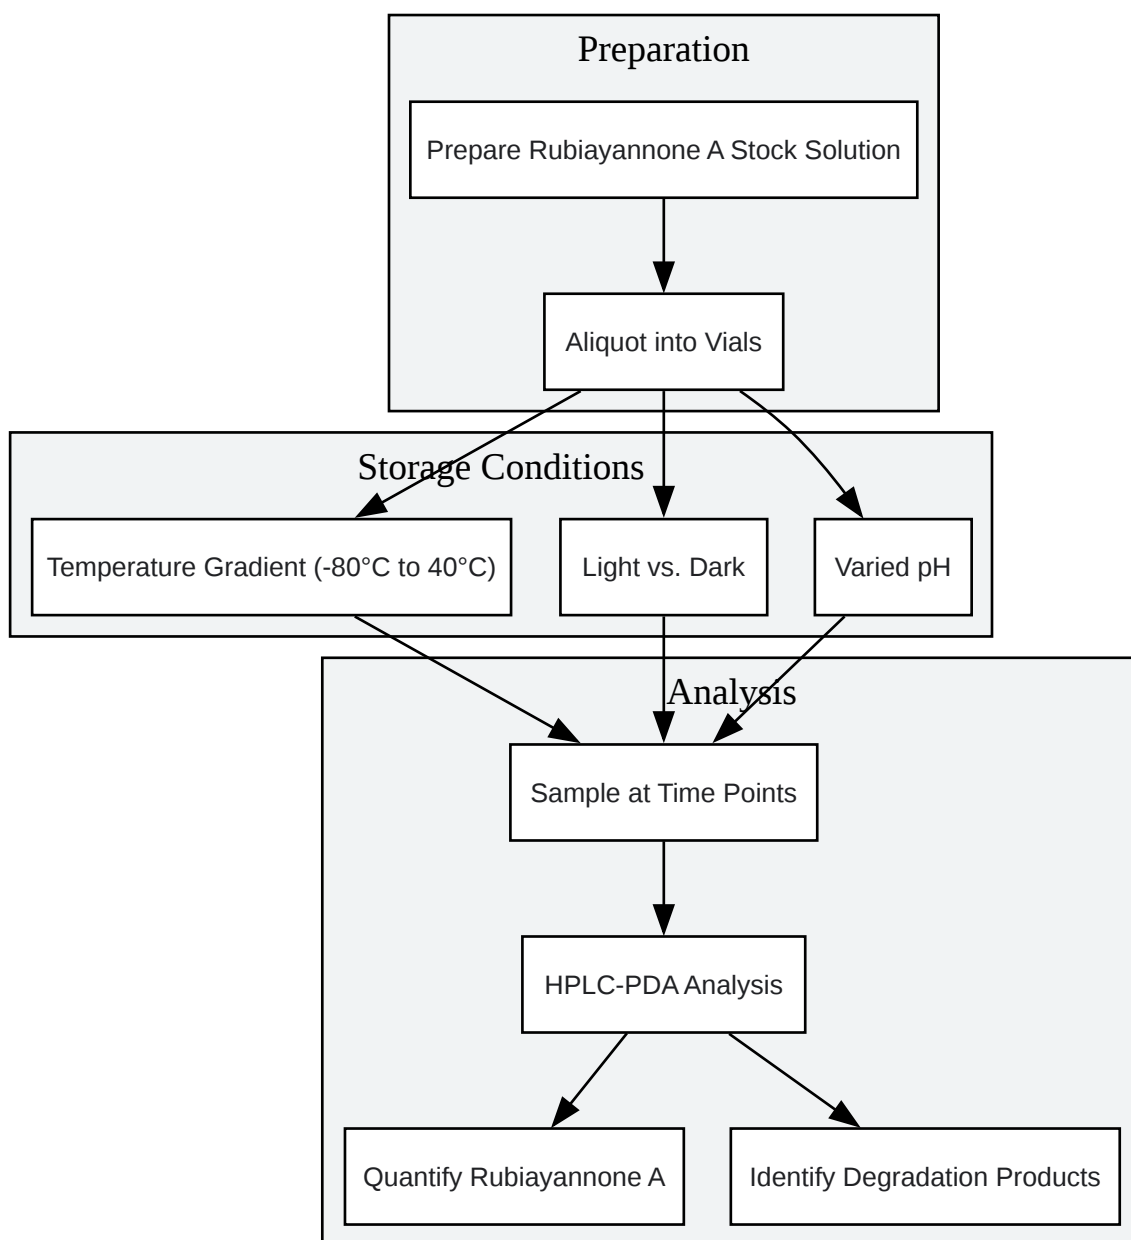 Preparation
Prepare Rubiayannone A Stock Solution
Aliquot into Vials
Storage Conditions
Temperature Gradient (-80°C to 40°C)
Light vs. Dark
Varied pH
Analysis
Sample at Time Points
HPLC-PDA Analysis
Quantify Rubiayannone A
Identify Degradation Products